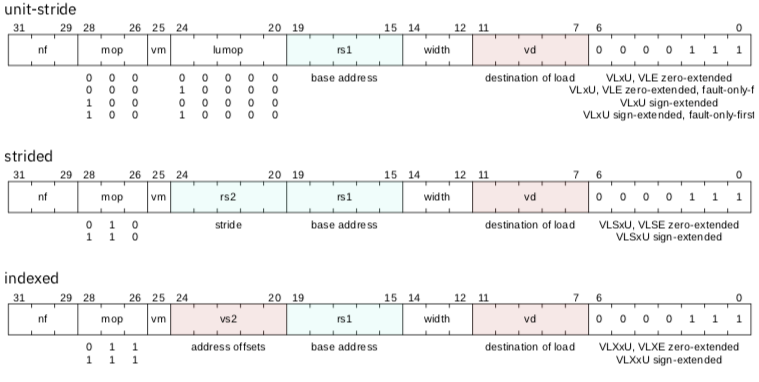 unit-stride
31 29 28 26 25 24 20 19 15 14 12 11 7 6 0
nf mop vm lumop rs1 width vd 0 0 0 0 1 1 1
0 0 0 0 0 0 0 0 base address destination of load VLxU, VLE zero-extended
0 0 0 1 0 0 0 0 VLxU, VLE zero-extended, fault-only-f
1 0 0 0 0 0 0 0 VLxU sign-extended
1 0 0 1 0 0 0 0 VLxU sign-extended, fault-only-first
strided
31 29 28 26 25 24 20 19 15 14 12 11 7 6 0
nf mop vm rs2 rs1 width vd 0 0 0 0 1 1 1
0 1 0 stride base address destination of load VLSxU, VLSE zero-extended
1 1 0 VLSxU sign-extended
indexed
31 29 28 26 25 24 20 19 15 14 12 11 7 6 0
nf mop vm vs2 rs1 width vd 0 0 0 0 1 1 1
0 1 1 address offsets base address destination of load VLXxU, VLXE zero-extended
1 1 1 VLXxU sign-extended